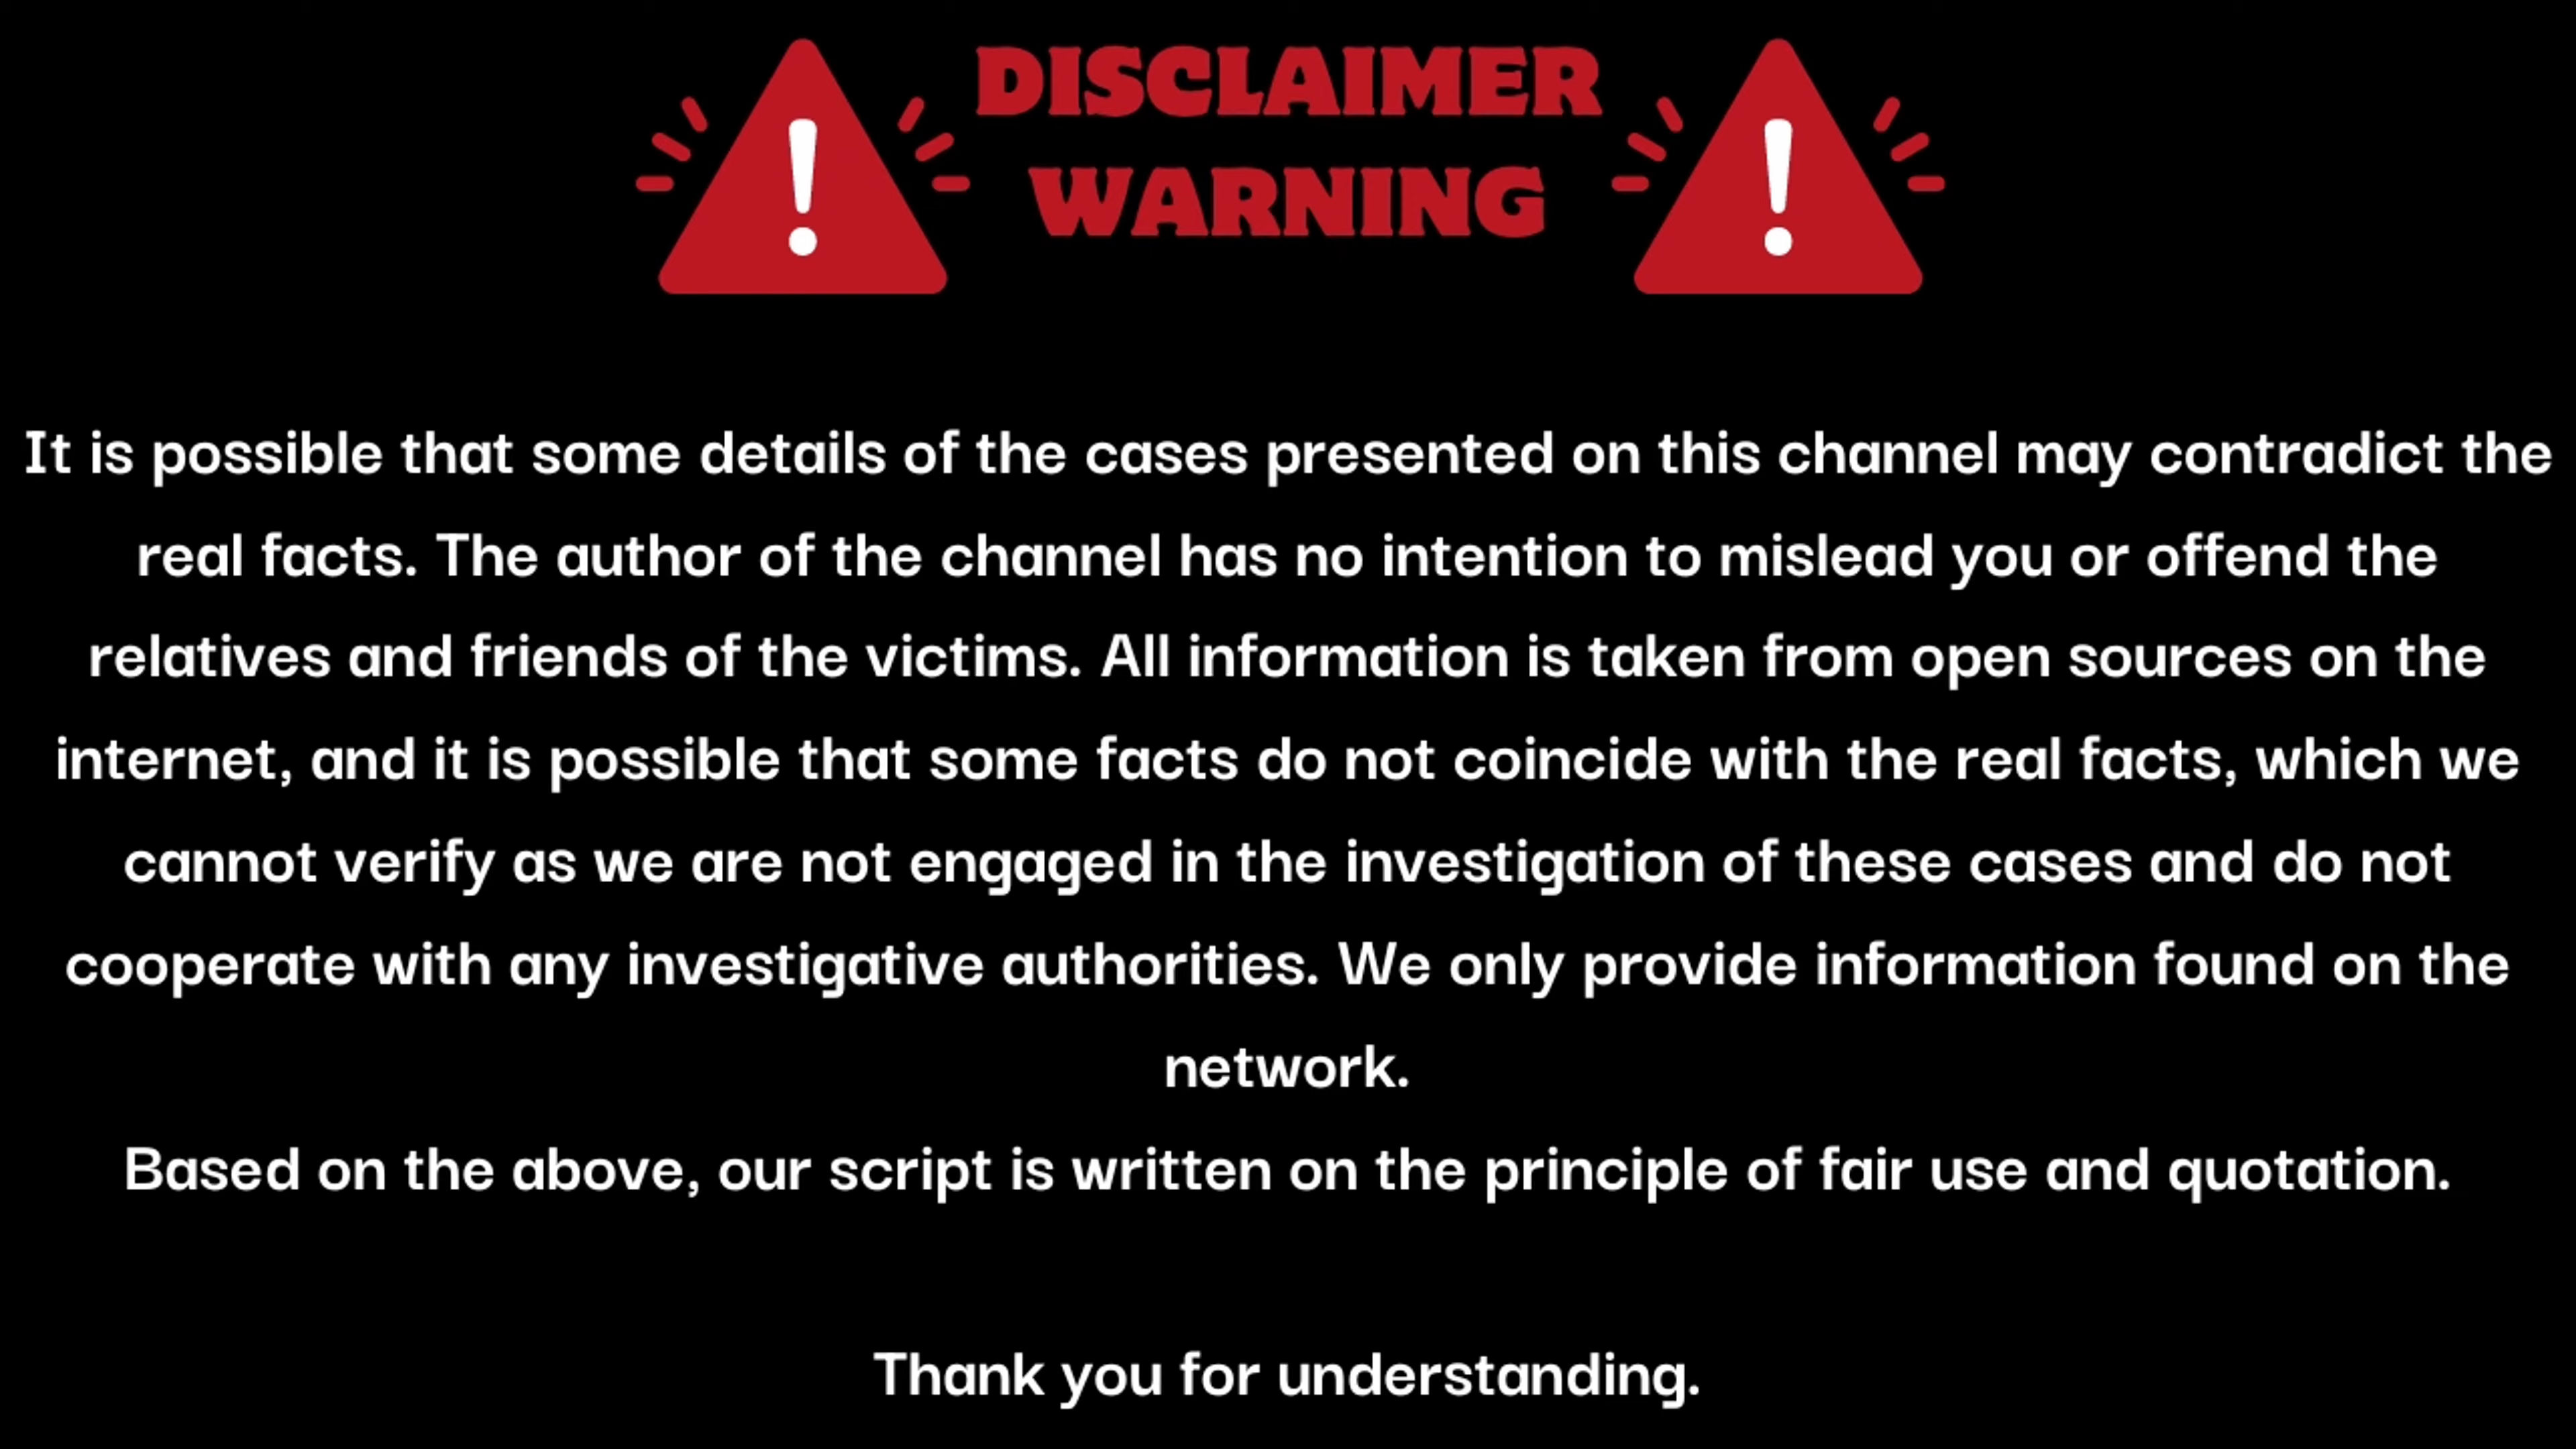 DISCLAIMER
WARNING
It is possible that some details of the cases presented on this channel may contradict the
real facts. The author of the channel has no intention to mislead you or offend the
relatives and friends of the victims. All information is taken from open sources on the
internet, and it is possible that some facts do not coincide with the real facts, which we
cannot verify as we are not engaged in the investigation of these cases and do not
cooperate with any investigative authorities. We only provide information found on the
network.
Based on the above, our script is written on the principle of fair use and quotation.
Thank you for understanding.